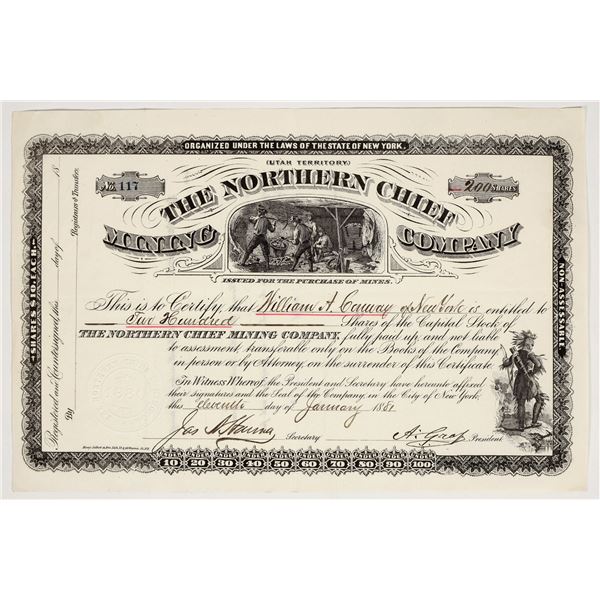 ORGANIZED UNDER THE LAWS OF THE STATE OF NEW YORK.
(UTAH TERRITORY)
No. 117
200 SHARES
THE NORTHERN CHIEF
MINING COMPANY
ISSUED FOR THE PURCHASE OF MINES.
This is to Certify, that William A. Conway of New York is entitled to
Two Hundred Shares of the Capital Stock of
THE NORTHERN CHIEF MINING COMPANY, fully paid up and not liable
to assessment, transferable only on the Books of the Company
in person or by Attorney, on the surrender of this Certificate.
In Witness Whereof, the President and Secretary have hereunto affixed
their signatures and the Seal of the Company, in the City of New York,
this Eleventh day of January 1881
Secretary
President
10 20 30 40 50 60 70 80 90 100
SHARES $10. EACH
NON-ASSESSABLE
Registered and Countersigned this day of 18
By
Registrar of Transfer.